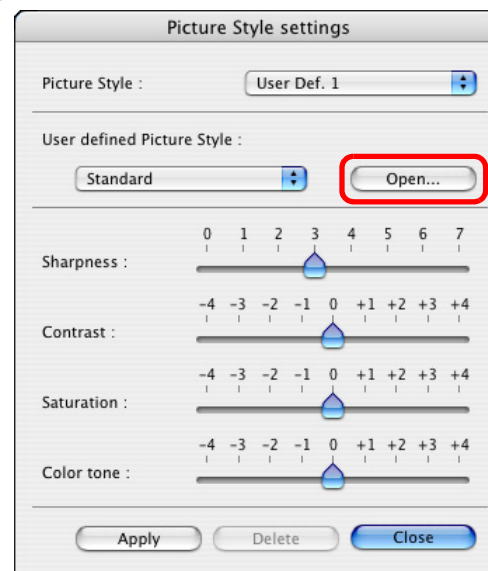 Picture Style settings
Picture Style : User Def. 1
User defined Picture Style :
Standard Open...
0 1 2 3 4 5 6 7
Sharpness :
-4 -3 -2 -1 0 +1 +2 +3 +4
Contrast :
-4 -3 -2 -1 0 +1 +2 +3 +4
Saturation :
-4 -3 -2 -1 0 +1 +2 +3 +4
Color tone :
Apply Delete Close